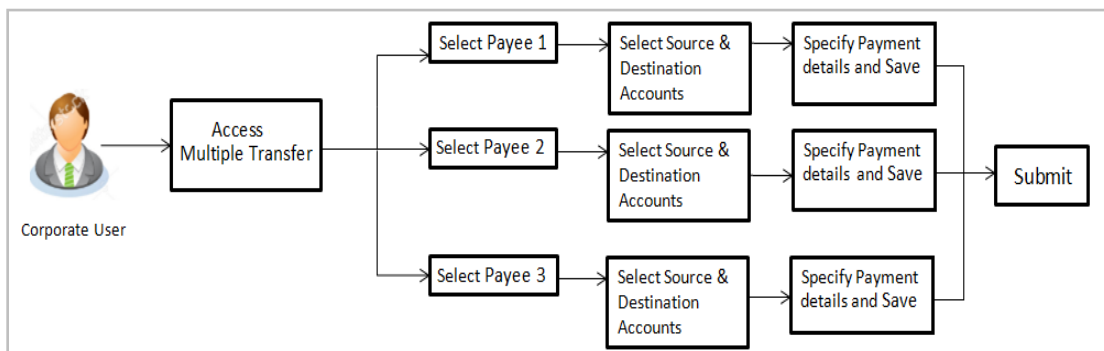 Corporate User
Access
Multiple Transfer
Select Payee 1
Select Source &
Destination
Accounts
Specify Payment
details and Save
Select Payee 2
Select Source &
Destination
Accounts
Specify Payment
details and Save
Select Payee 3
Select Source &
Destination
Accounts
Specify Payment
details and Save
Submit